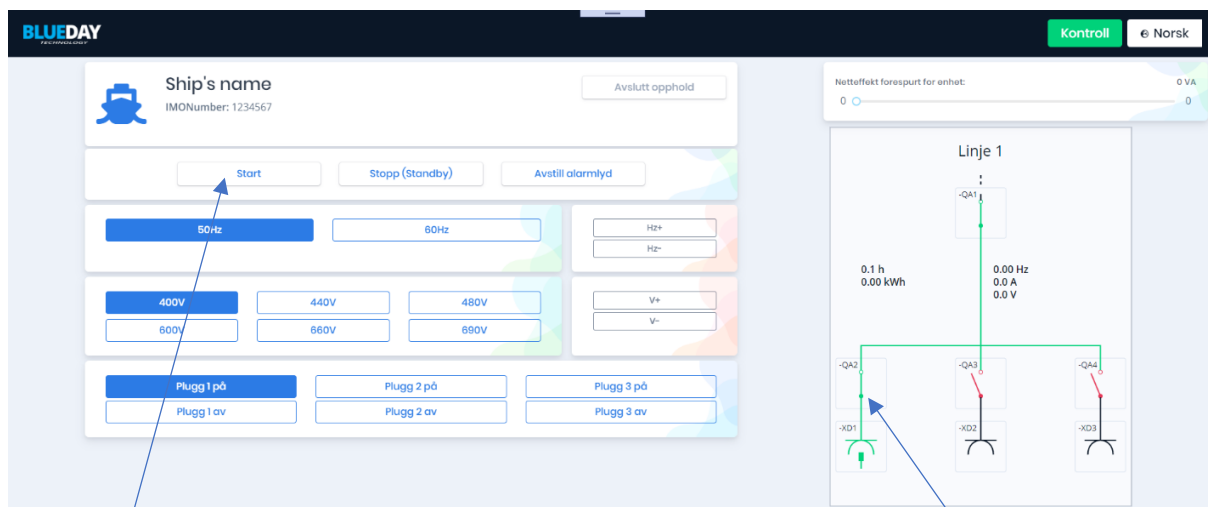 BLUEDAY
TECHNOLOGY
Kontroll
Norsk
Ship's name
IMONumber: 1234567
Avslutt opphold
Netteffekt forespurt for enhet:
0 VA
0
0
Start
Stopp (Standby)
Avstill alarmlyd
50Hz
60Hz
Hz+
Hz-
400V
440V
480V
600V
660V
690V
V+
V-
Plugg 1 på
Plugg 2 på
Plugg 3 på
Plugg 1 av
Plugg 2 av
Plugg 3 av
Linje 1
-QA1
0.1 h
0.00 kWh
0.00 Hz
0.0 A
0.0 V
-QA2
-QA3
-QA4
-XD1
-XD2
-XD3